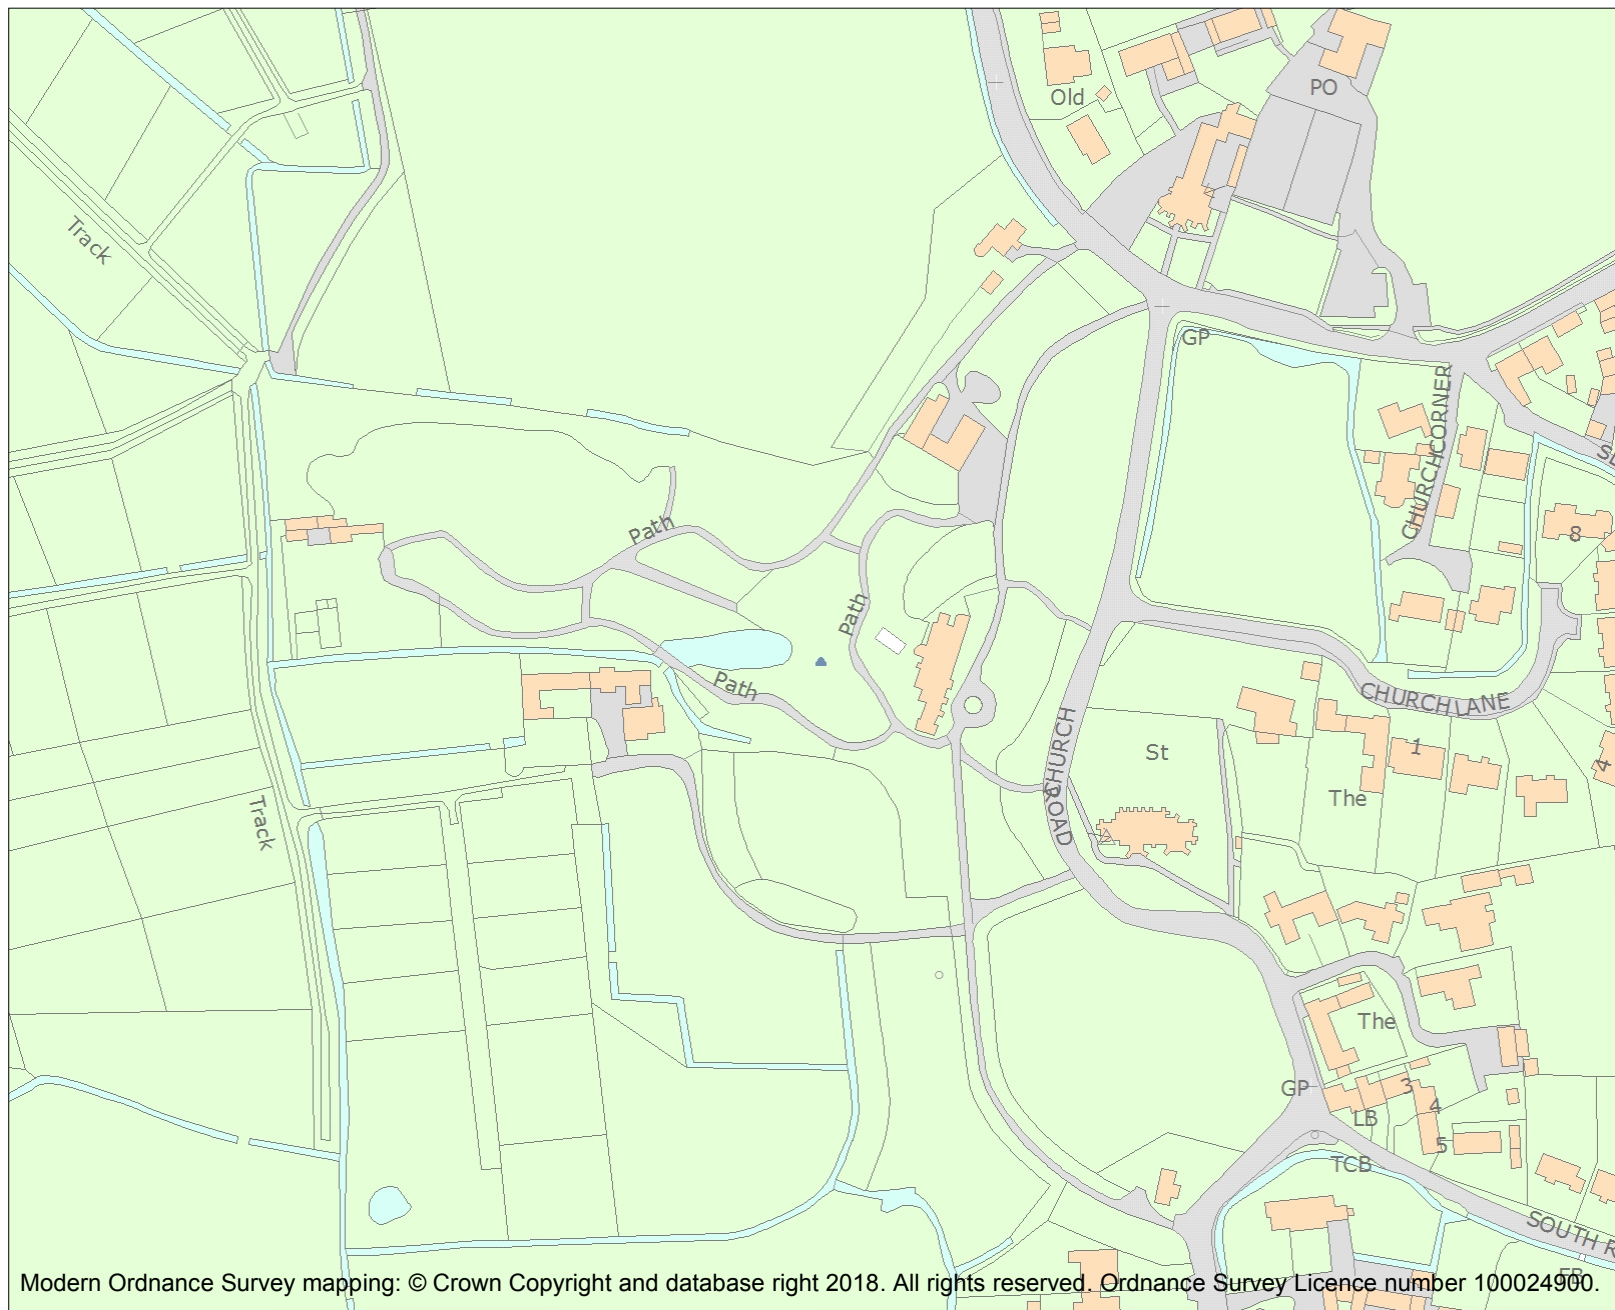 PO
Old
Track
GP
CHURCHCORNER
8
Path
Path
Path
CHURCHLANE
CHURCH
ROAD
St
1
4
The
Track
The
GP
3
4
LB
5
TCB
SOUTH R
FB
Modern Ordnance Survey mapping: © Crown Copyright and database right 2018. All rights reserved. Ordnance Survey Licence number 100024900.